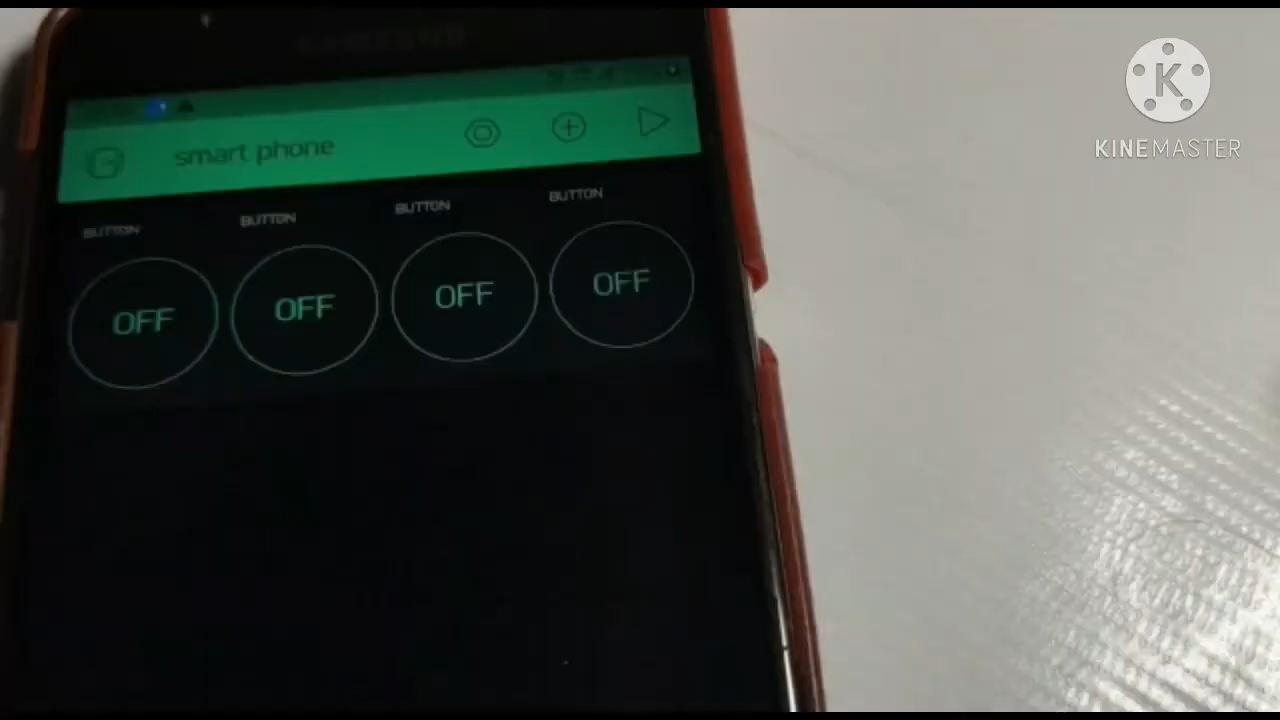 smart phone
BUTTON BUTTON BUTTON BUTTON
OFF OFF OFF OFF
K
KINEMASTER